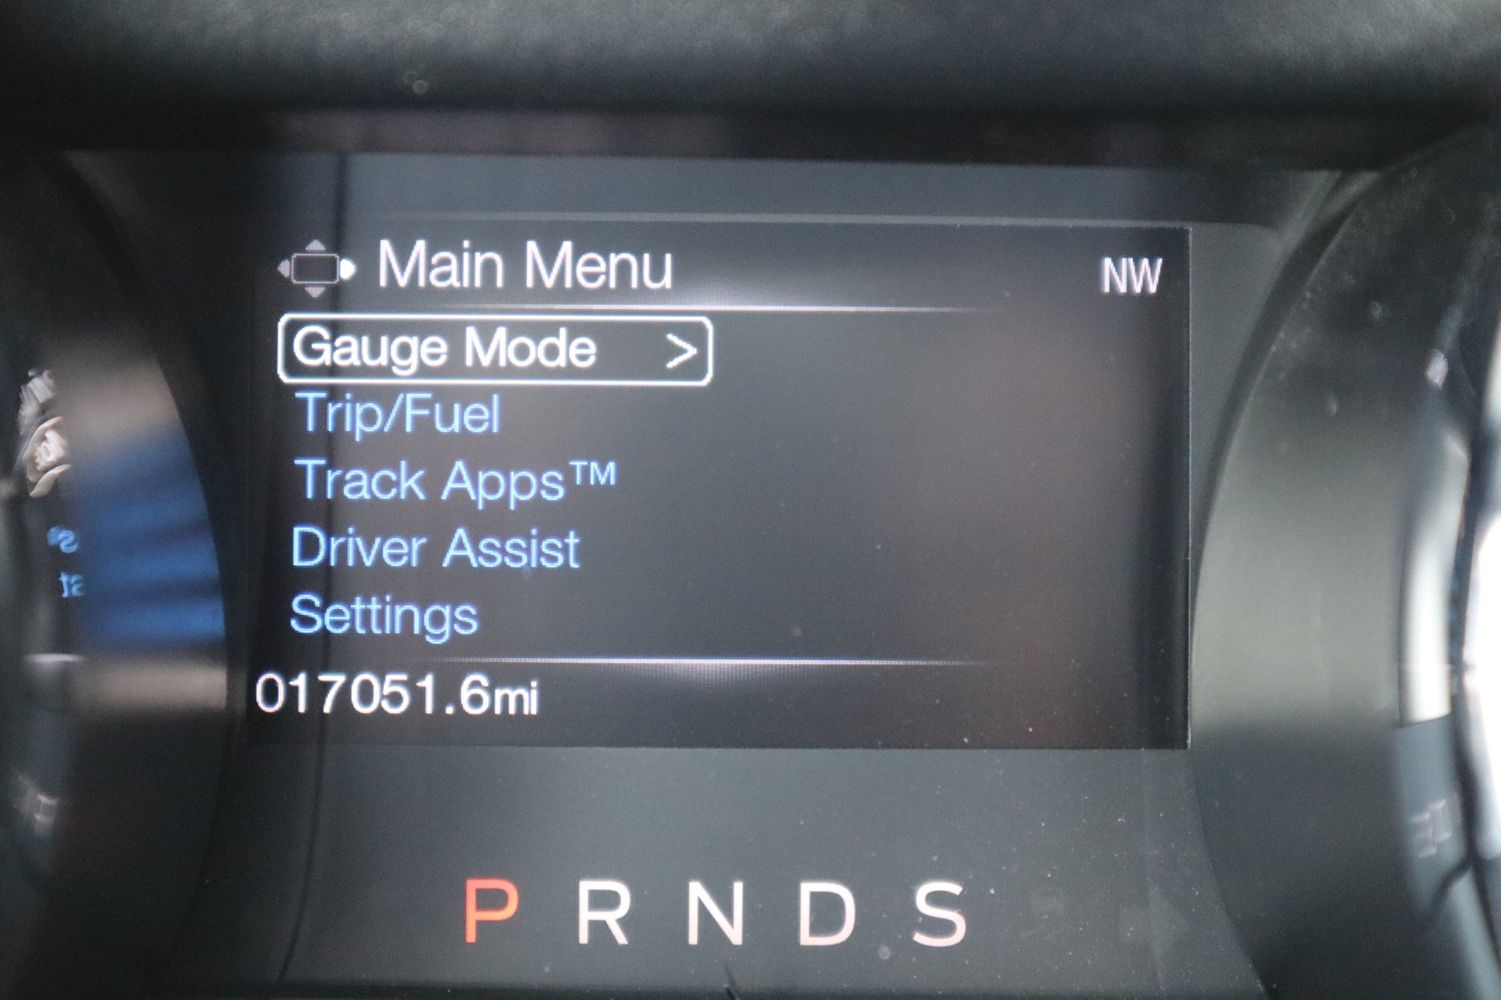 Main Menu NW
Gauge Mode >
Trip/Fuel
Track Apps™
Driver Assist
Settings
017051.6mi
P R N D S